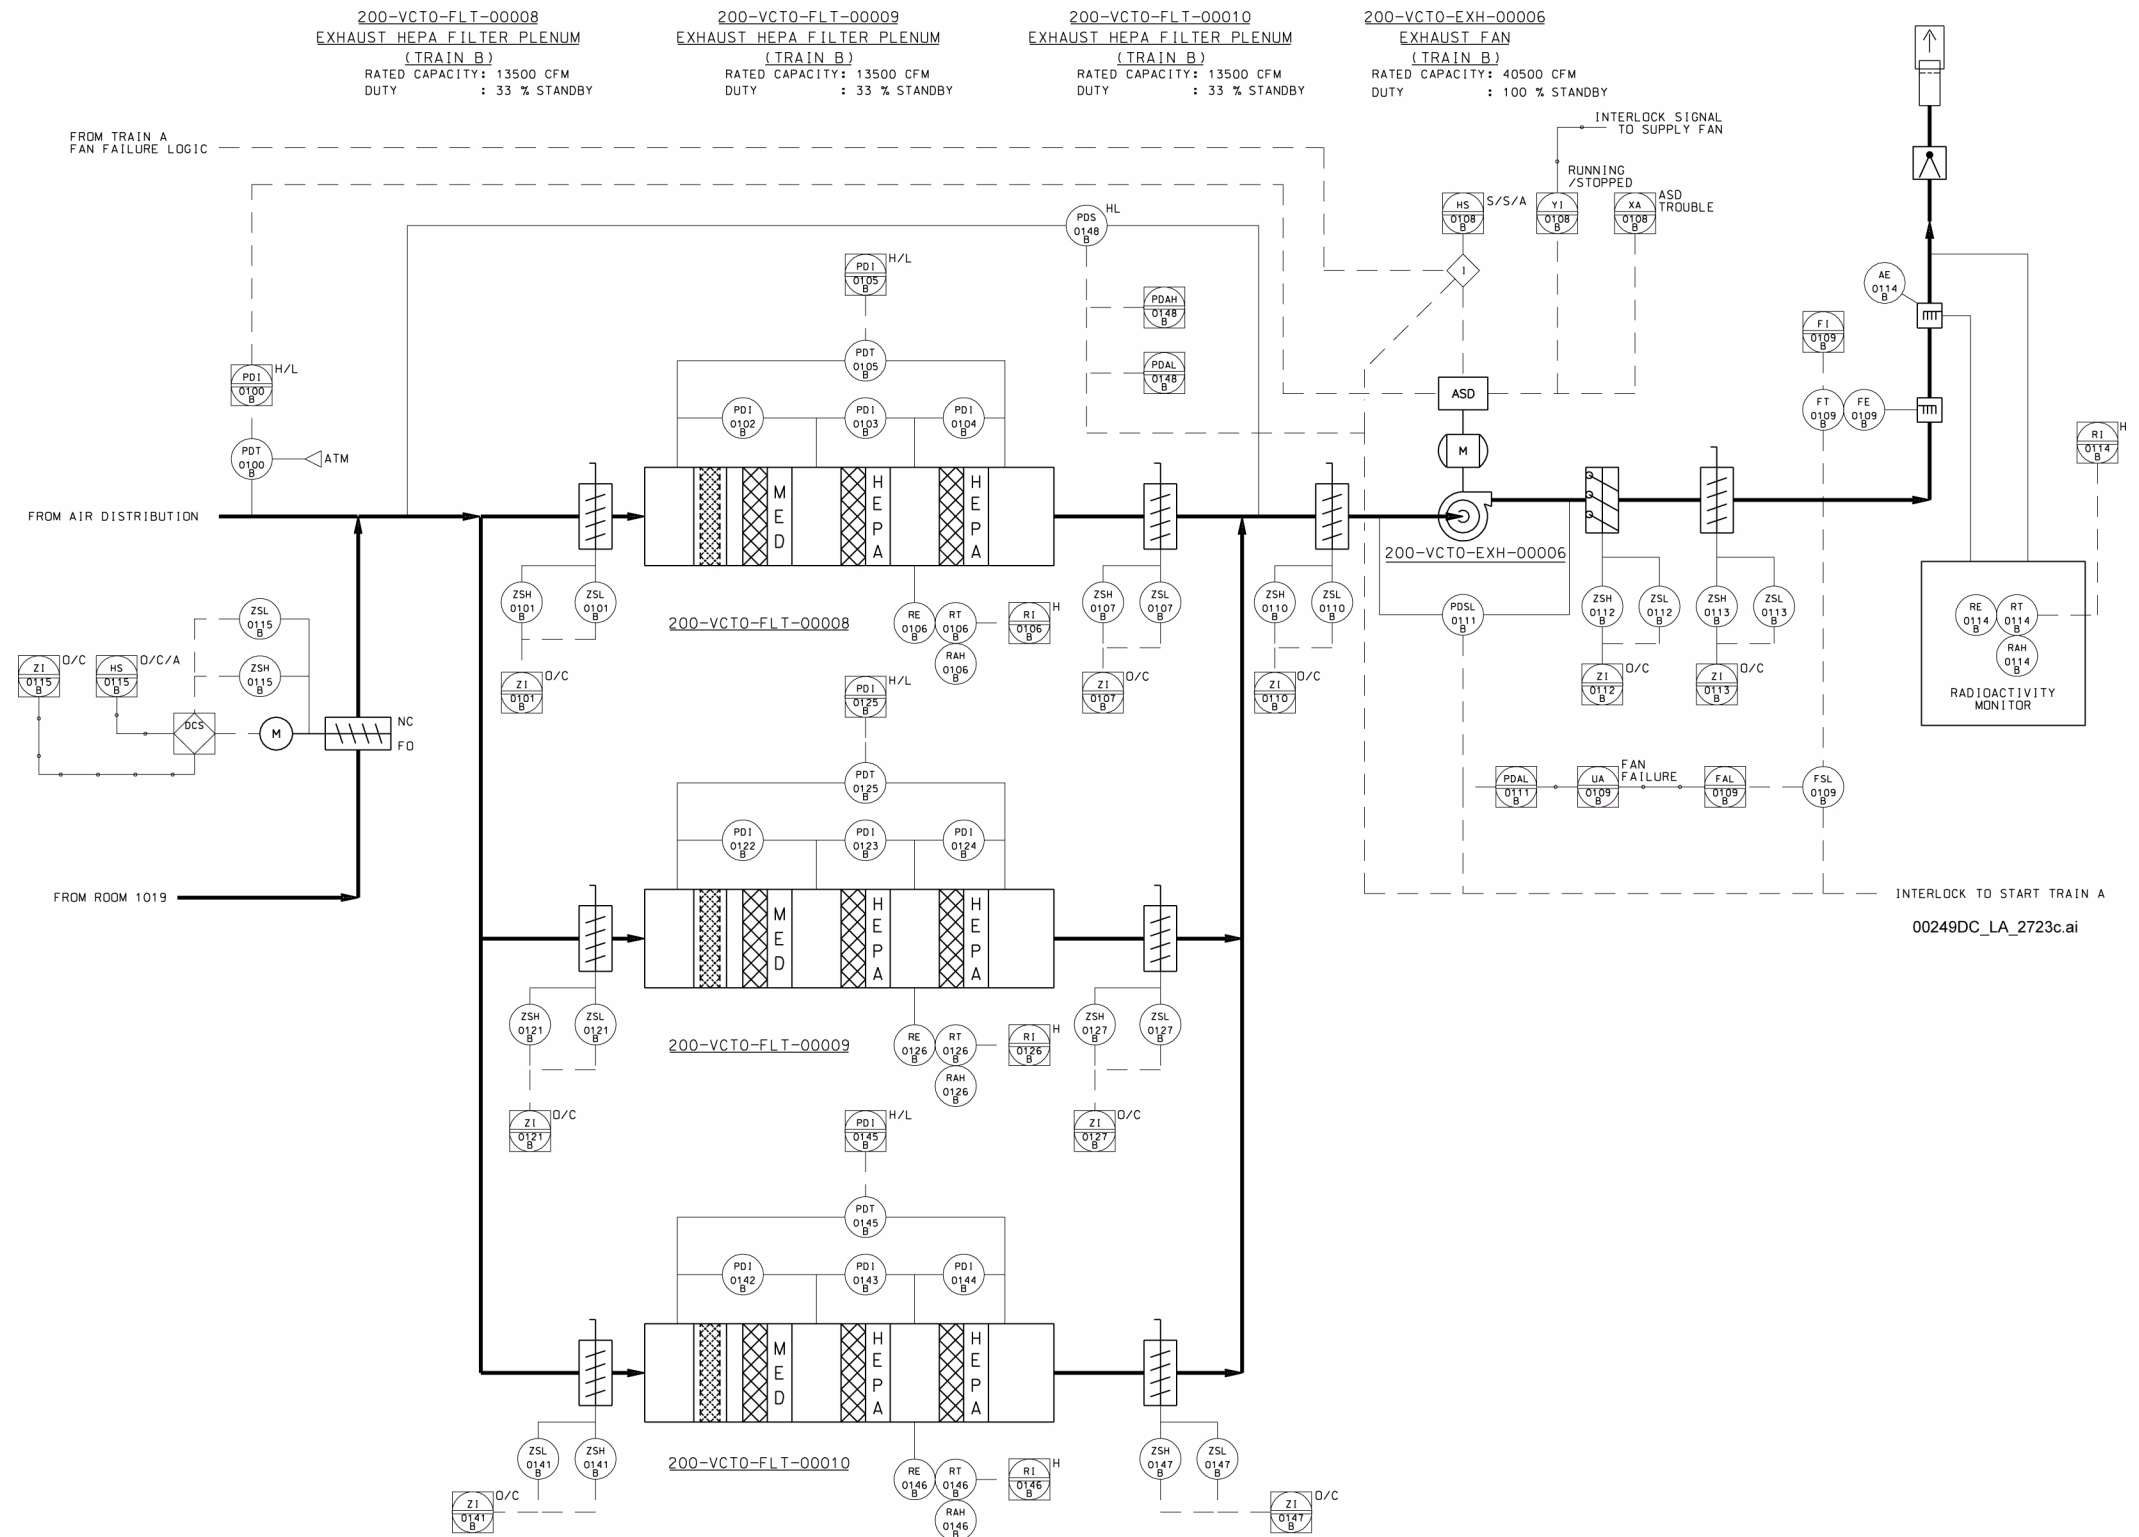 200-VCTO-FLT-00008
EXHAUST HEPA FILTER PLENUM
(TRAIN B)
RATED CAPACITY: 13500 CFM
DUTY : 33 % STANDBY
200-VCTO-FLT-00009
EXHAUST HEPA FILTER PLENUM
(TRAIN B)
RATED CAPACITY: 13500 CFM
DUTY : 33 % STANDBY
200-VCTO-FLT-00010
EXHAUST HEPA FILTER PLENUM
(TRAIN B)
RATED CAPACITY: 13500 CFM
DUTY : 33 % STANDBY
200-VCTO-EXH-00006
EXHAUST FAN
(TRAIN B)
RATED CAPACITY: 40500 CFM
DUTY : 100 % STANDBY
FROM TRAIN A
FAN FAILURE LOGIC
INTERLOCK SIGNAL
TO SUPPLY FAN
RUNNING
/STOPPED
HS
0108
B
S/S/A
YI
0108
B
XA
0108
B
ASD
TROUBLE
PDS
0148
B
HL
PDI
0105
B
H/L
I
PDAH
0148
B
PDAL
0148
B
AE
0114
B
FI
0109
B
PDT
0105
B
PDI
0100
B
H/L
ASD
PDI
0102
B
PDI
0103
B
PDI
0104
B
FT
0109
B
FE
0109
B
RI
0114
B
H
PDT
0100
B
ATM
M
MED
HEPA
HEPA
FROM AIR DISTRIBUTION
200-VCTO-EXH-00006
ZSH
0101
B
ZSL
0101
B
200-VCTO-FLT-00008
RE
0106
B
RT
0106
B
RI
0106
B
H
RAH
0106
B
ZSH
0107
B
ZSL
0107
B
ZSH
0110
B
ZSL
0110
B
PDSL
0111
B
ZSH
0112
B
ZSL
0112
B
ZSH
0113
B
ZSL
0113
B
RE
0114
B
RT
0114
B
RAH
0114
B
RADIOACTIVITY
MONITOR
ZSL
0115
B
ZSH
0115
B
ZI
0115
B
O/C
HS
0115
B
O/C/A
DCS
M
NC
FO
ZI
0101
B
O/C
ZI
0107
B
O/C
ZI
0110
B
O/C
ZI
0112
B
O/C
ZI
0113
B
O/C
PDI
0125
B
H/L
PDT
0125
B
PDAL
0111
B
UA
0109
B
FAN
FAILURE
FAL
0109
B
FSL
0109
B
PDI
0122
B
PDI
0123
B
PDI
0124
B
FROM ROOM 1019
INTERLOCK TO START TRAIN A
00249DC_LA_2723c.ai
MED
HEPA
HEPA
ZSH
0121
B
ZSL
0121
B
200-VCTO-FLT-00009
RE
0126
B
RT
0126
B
RI
0126
B
H
RAH
0126
B
ZSH
0127
B
ZSL
0127
B
ZI
0121
B
O/C
ZI
0127
B
O/C
PDI
0145
B
H/L
PDT
0145
B
PDI
0142
B
PDI
0143
B
PDI
0144
B
MED
HEPA
HEPA
ZSL
0141
B
ZSH
0141
B
200-VCTO-FLT-00010
RE
0146
B
RT
0146
B
RI
0146
B
H
RAH
0146
B
ZSH
0147
B
ZSL
0147
B
ZI
0141
B
O/C
ZI
0147
B
O/C